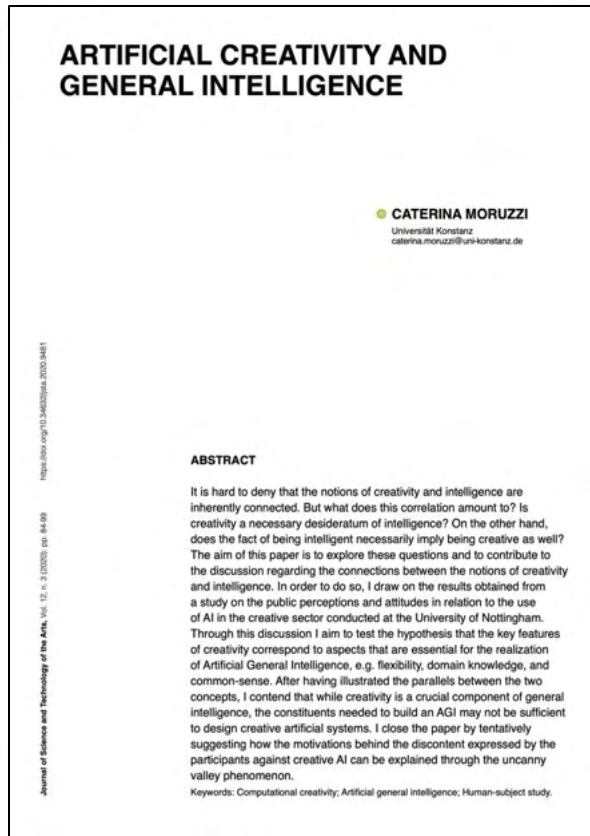 ARTIFICIAL CREATIVITY AND
GENERAL INTELLIGENCE
CATERINA MORUZZI
Universität Konstanz
caterina.moruzzi@uni-konstanz.de
ABSTRACT
It is hard to deny that the notions of creativity and intelligence are
inherently connected. But what does this correlation amount to? Is
creativity a necessary desideratum of intelligence? On the other hand,
does the fact of being intelligent necessarily imply being creative as well?
The aim of this paper is to explore these questions and to contribute to
the discussion regarding the connections between the notions of creativity
and intelligence. In order to do so, I draw on the results obtained from
a study on the public perceptions and attitudes in relation to the use
of AI in the creative sector conducted at the University of Nottingham.
Through this discussion I aim to test the hypothesis that the key features
of creativity correspond to aspects that are essential for the realization
of Artificial General Intelligence, e.g. flexibility, domain knowledge, and
common-sense. After having illustrated the parallels between the two
concepts, I contend that while creativity is a crucial component of general
intelligence, the constituents needed to build an AGI may not be sufficient
to design creative artificial systems. I close the paper by tentatively
suggesting how the motivations behind the discontent expressed by the
participants against creative AI can be explained through the uncanny
valley phenomenon.
Keywords: Computational creativity; Artificial general intelligence; Human-subject study.
Journal of Science and Technology of the Arts, Vol. 12, n. 3 (2020): pp. 84-99 https://doi.org/10.34632/jsta.2020.9481